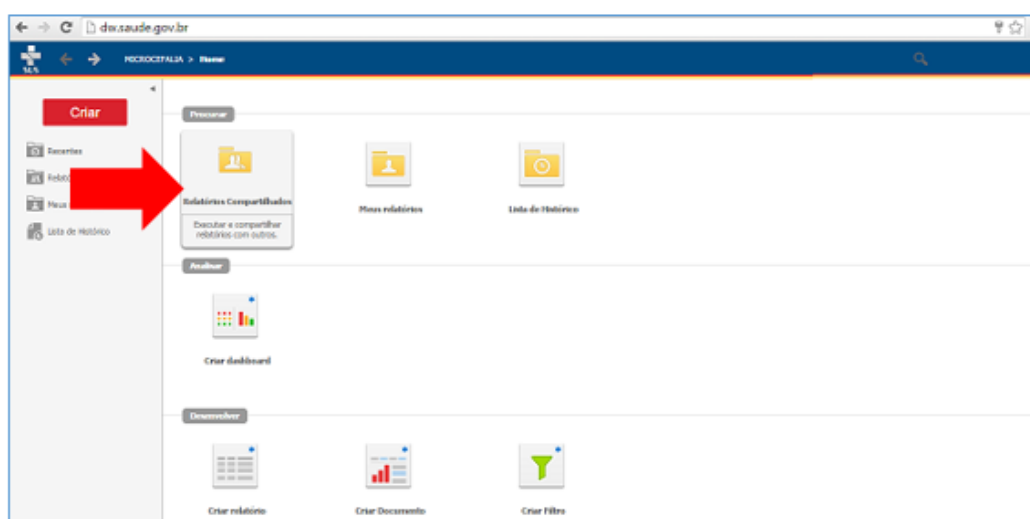 dw.saude.gov.br
SUS
MICROCEFALIA > Home
Criar
Recentes
Meus
Lista de Histórico
Procurar
Relatórios Compartilhados
Executar e compartilhar
relatórios com outros.
Meus relatórios
Lista de Histórico
Analisar
Criar dashboard
Desenvolver
Criar relatório
Criar Documento
Criar Filtro